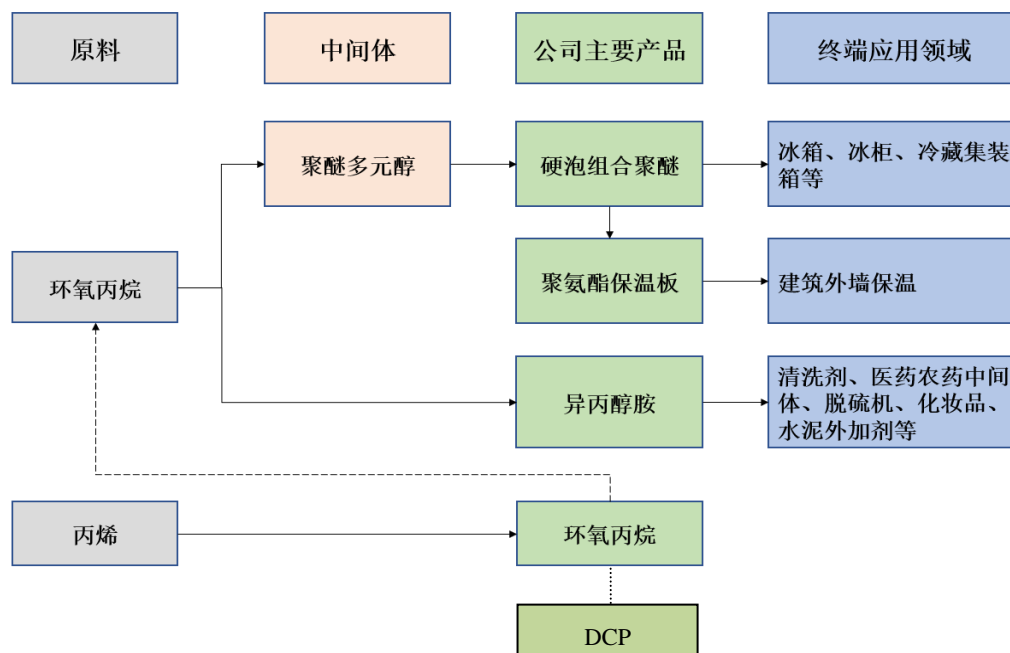 原料
中间体
公司主要产品
终端应用领域
聚醚多元醇
硬泡组合聚醚
冰箱、冰柜、冷藏集装
箱等
环氧丙烷
聚氨酯保温板
建筑外墙保温
异丙醇胺
清洗剂、医药农药中间
体、脱硫机、化妆品、
水泥外加剂等
丙烯
环氧丙烷
DCP